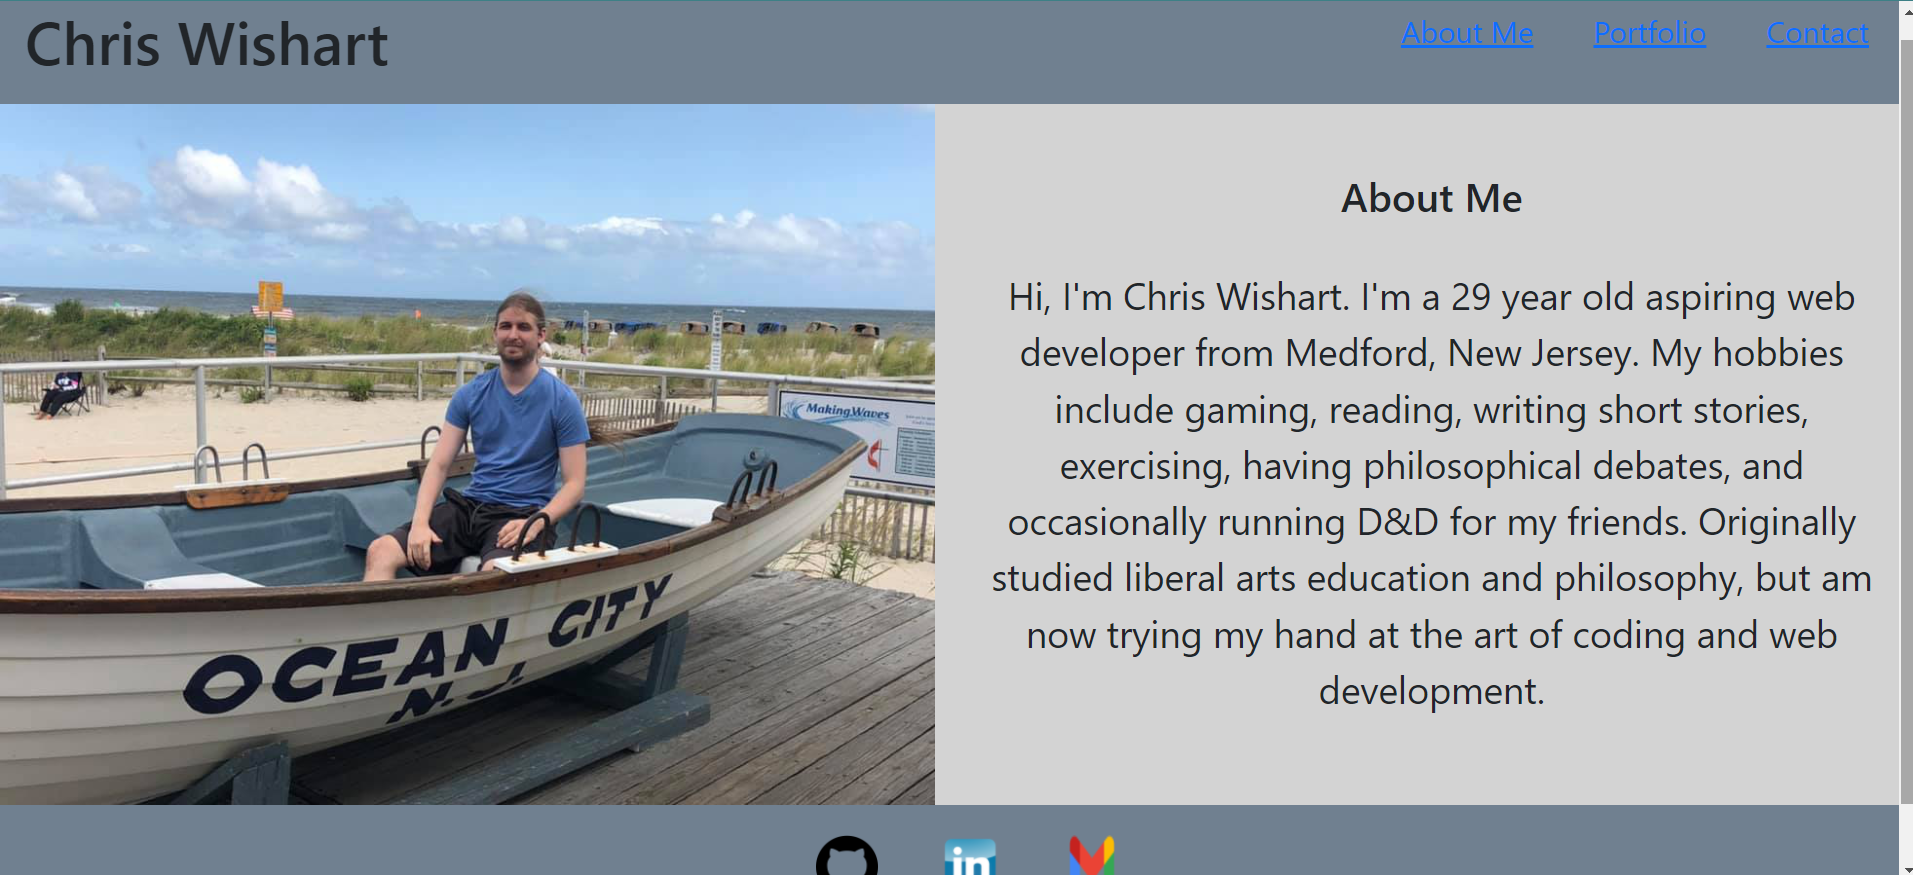 Chris Wishart
About Me
Portfolio
Contact
MakingWaves
OCEAN CITY
N.J.
About Me
Hi, I'm Chris Wishart. I'm a 29 year old aspiring web
developer from Medford, New Jersey. My hobbies
include gaming, reading, writing short stories,
exercising, having philosophical debates, and
occasionally running D&D for my friends. Originally
studied liberal arts education and philosophy, but am
now trying my hand at the art of coding and web
development.
in